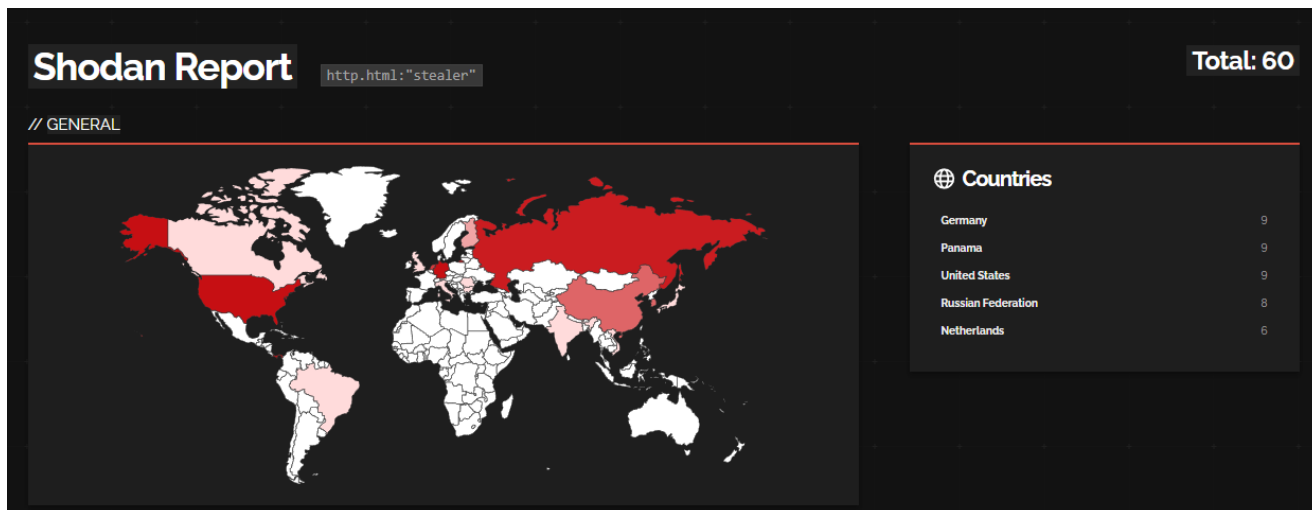 Shodan Report
http.html:"stealer"
Total: 60
// GENERAL
Countries
Germany 9
Panama 9
United States 9
Russian Federation 8
Netherlands 6